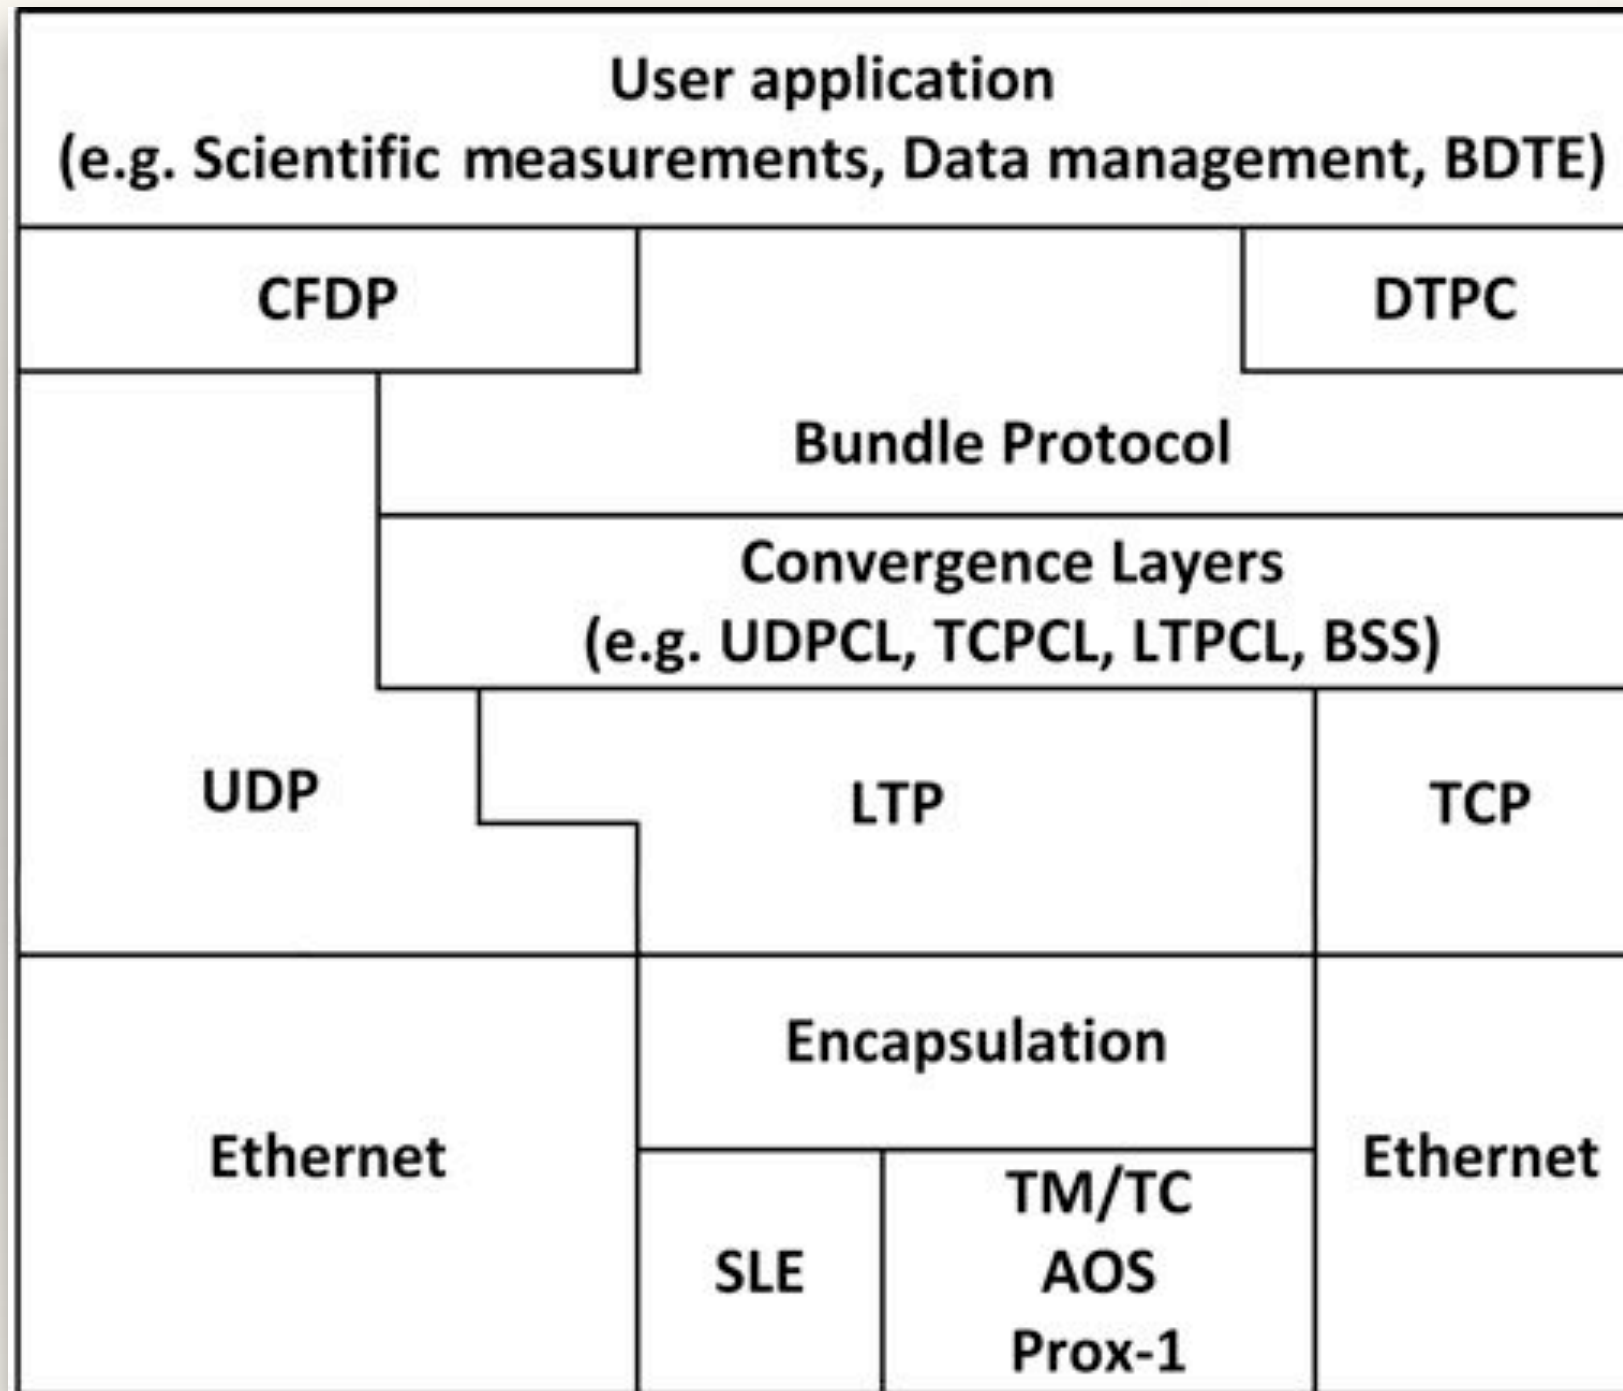 User application
(e.g. Scientific measurements, Data management, BDTE)
CFDP
DTPC
Bundle Protocol
Convergence Layers
(e.g. UDPCL, TCPCL, LTPCL, BSS)
UDP
LTP
TCP
Encapsulation
Ethernet
Ethernet
SLE
TM/TC
AOS
Prox-1